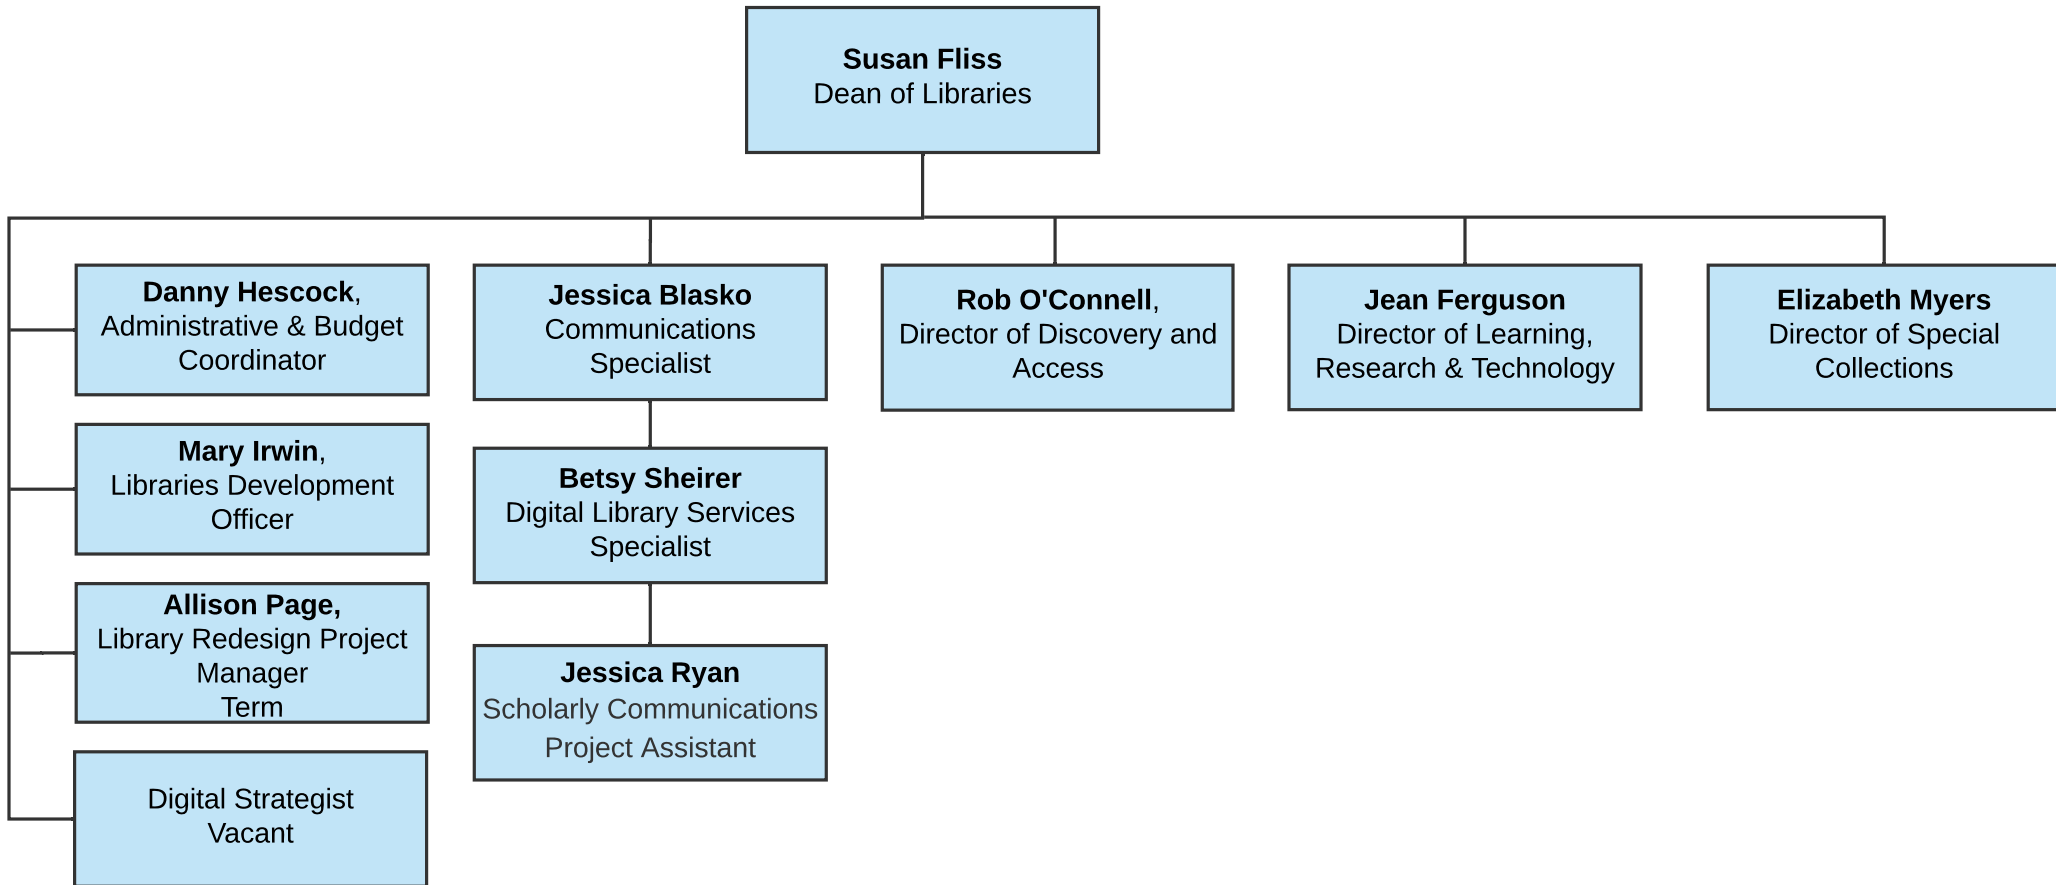 Susan Fliss
Dean of Libraries
Danny Hescock,
Administrative & Budget
Coordinator
Jessica Blasko
Communications
Specialist
Rob O'Connell,
Director of Discovery and
Access
Jean Ferguson
Director of Learning,
Research & Technology
Elizabeth Myers
Director of Special
Collections
Mary Irwin,
Libraries Development
Officer
Betsy Sheirer
Digital Library Services
Specialist
Allison Page,
Library Redesign Project
Manager
Term
Jessica Ryan
Scholarly Communications
Project Assistant
Digital Strategist
Vacant